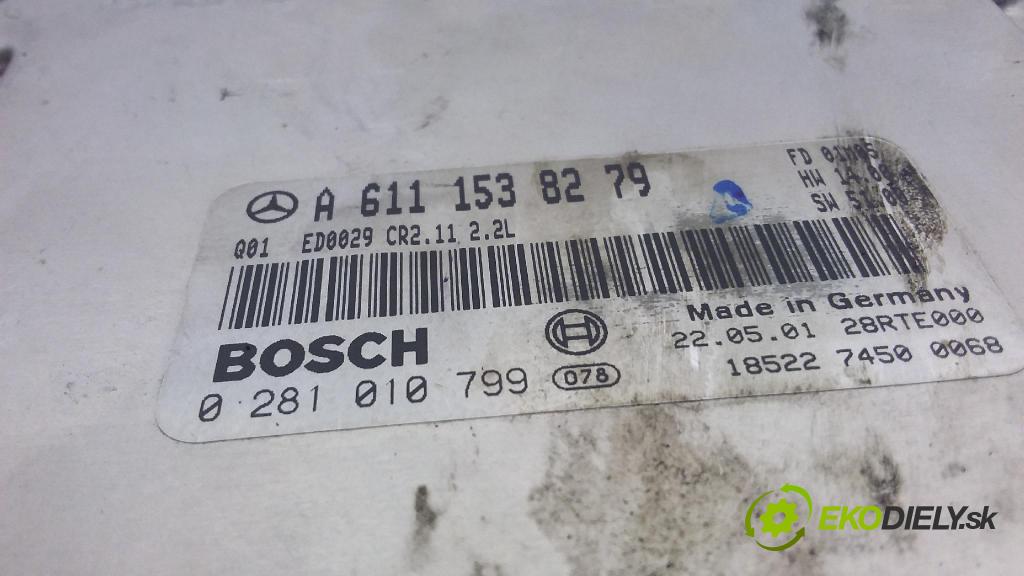 A 611 153 82 79
FD
HW
SW
Q01 ED0029 CR2.11 2.2L
Made in Germany
BOSCH
22.05.01 28RTE000
0 281 010 799 078
18522 7450 0068
EKODIELY.sk